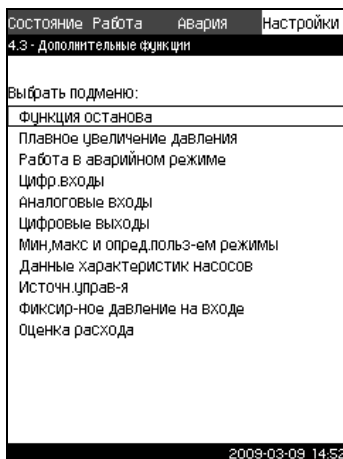 Состояние Работа Авария Настройки
4.3 - Дополнительные функции
Выбрать подменю:
Функция останова
Плавное увеличение давления
Работа в аварийном режиме
Цифр.входы
Аналоговые входы
Цифровые выходы
Мин,макс и опред.польз-ем режимы
Данные характеристик насосов
Источн.управ-я
Фиксир-ное давление на входе
Оценка расхода
2009-03-09 14:52